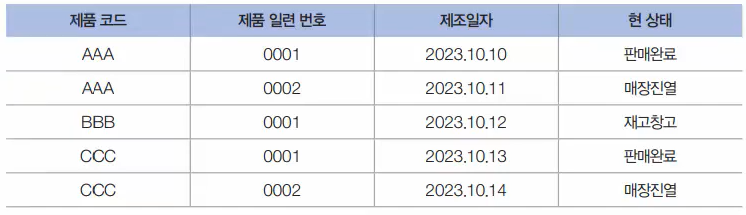 제품 코드 제품 일련 번호 제조일자 현 상태
AAA 0001 2023.10.10 판매완료
AAA 0002 2023.10.11 매장진열
BBB 0001 2023.10.12 재고창고
CCC 0001 2023.10.13 판매완료
CCC 0002 2023.10.14 매장진열